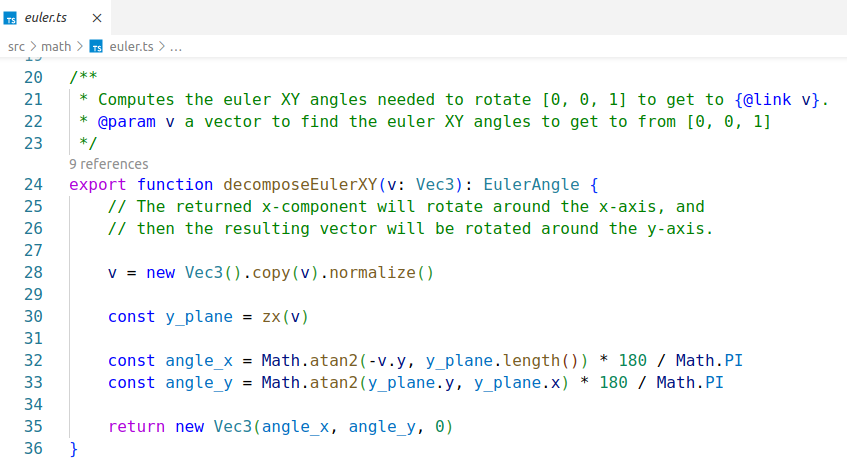 TS euler.ts ×
src > math > TS euler.ts > ...
19
20 /**
21  * Computes the euler XY angles needed to rotate [0, 0, 1] to get to {@link v}.
22  * @param v a vector to find the euler XY angles to get to from [0, 0, 1]
23  */
9 references
24 export function decomposeEulerXY(v: Vec3): EulerAngle {
25     // The returned x-component will rotate around the x-axis, and
26     // then the resulting vector will be rotated around the y-axis.
27
28     v = new Vec3().copy(v).normalize()
29
30     const y_plane = zx(v)
31
32     const angle_x = Math.atan2(-v.y, y_plane.length()) * 180 / Math.PI
33     const angle_y = Math.atan2(y_plane.y, y_plane.x) * 180 / Math.PI
34
35     return new Vec3(angle_x, angle_y, 0)
36 }